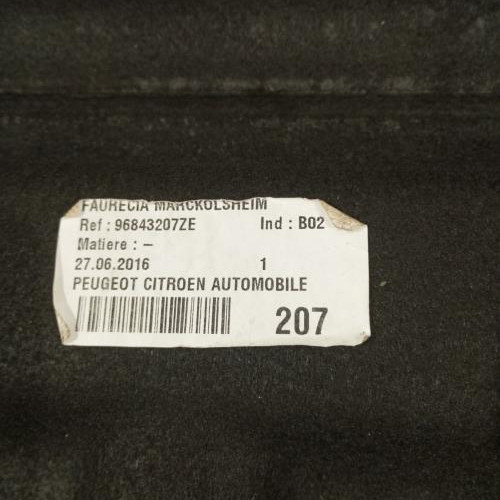 FAURECIA MARCKOLSHEIM
Ref : 96843207ZE Ind : B02
Matiere : –
27.06.2016 1
PEUGEOT CITROEN AUTOMOBILE
207